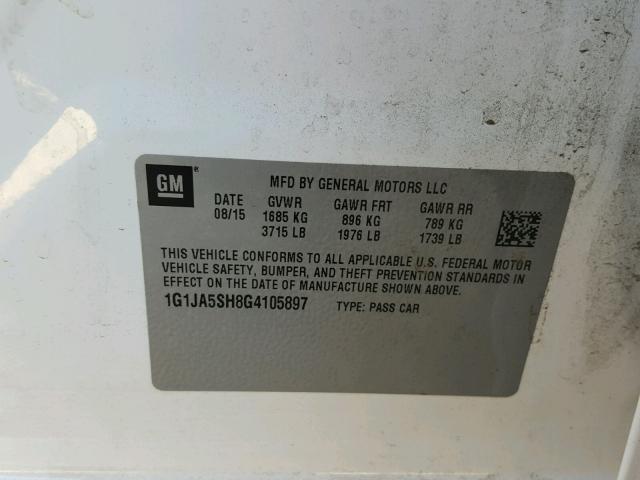 GM®
MFD BY GENERAL MOTORS LLC
DATE GVWR GAWR FRT GAWR RR
08/15 1685 KG 896 KG 789 KG
3715 LB 1976 LB 1739 LB
THIS VEHICLE CONFORMS TO ALL APPLICABLE U.S. FEDERAL MOTOR
VEHICLE SAFETY, BUMPER, AND THEFT PREVENTION STANDARDS IN
EFFECT ON THE DATE OF MANUFACTURE SHOWN ABOVE.
1G1JA5SH8G4105897 TYPE: PASS CAR